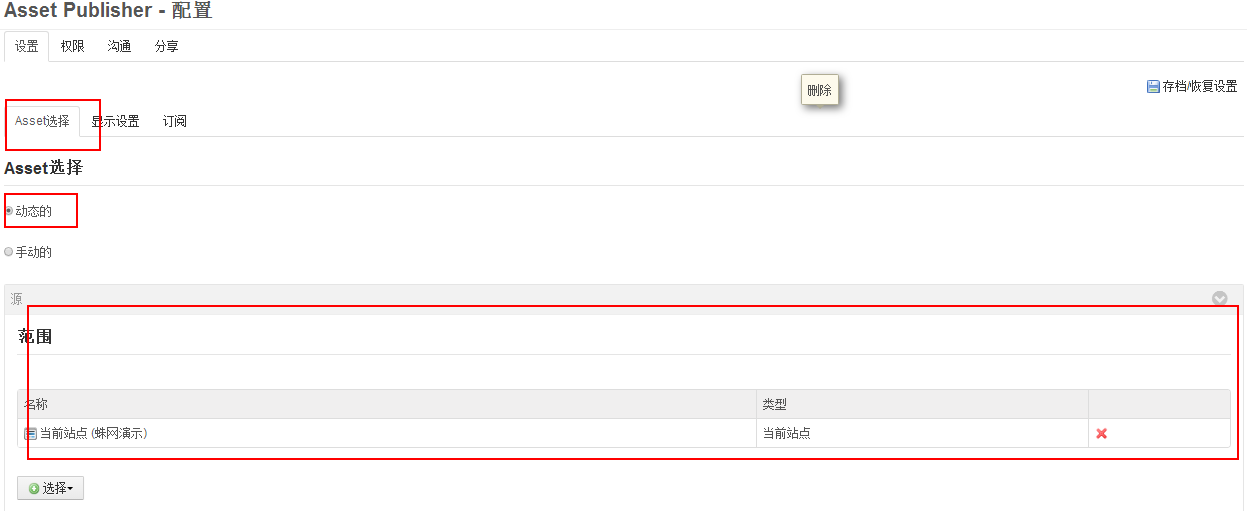 Asset Publisher - 配置
设置 权限 沟通 分享
删除
存档/恢复设置
Asset选择 显示设置 订阅
Asset选择
动态的
手动的
源
范围
名称 类型
当前站点 (蛛网演示) 当前站点
选择